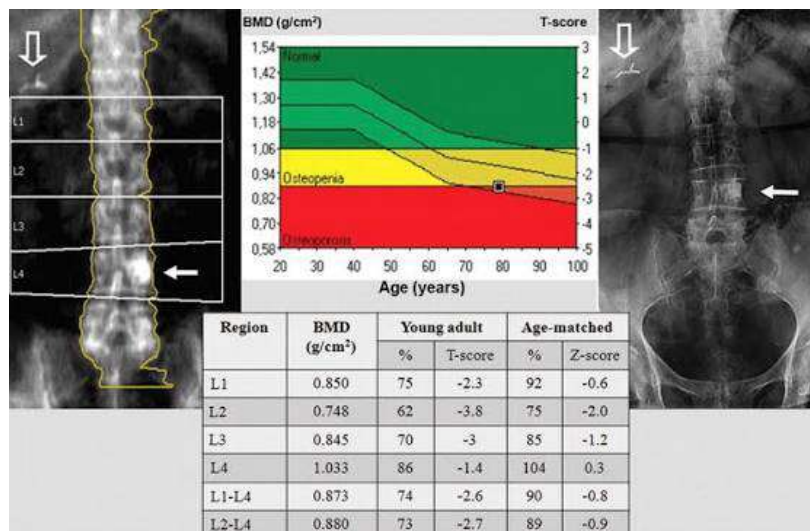 BMD (g/cm²) T-score
1,54 3
1,42 2
1,30 1
1,18 0
1,06 -1
0,94 -2
0,82 -3
0,70 -4
0,58 -5
Normal
Osteopenia
Osteoporosis
20 30 40 50 60 70 80 90 100
Age (years)
L1
L2
L3
L4
Region BMD (g/cm²) Young adult Age-matched
% T-score % Z-score
L1 0.850 75 -2.3 92 -0.6
L2 0.748 62 -3.8 75 -2.0
L3 0.845 70 -3 85 -1.2
L4 1.033 86 -1.4 104 0.3
L1-L4 0.873 74 -2.6 90 -0.8
L2-L4 0.880 73 -2.7 89 -0.9